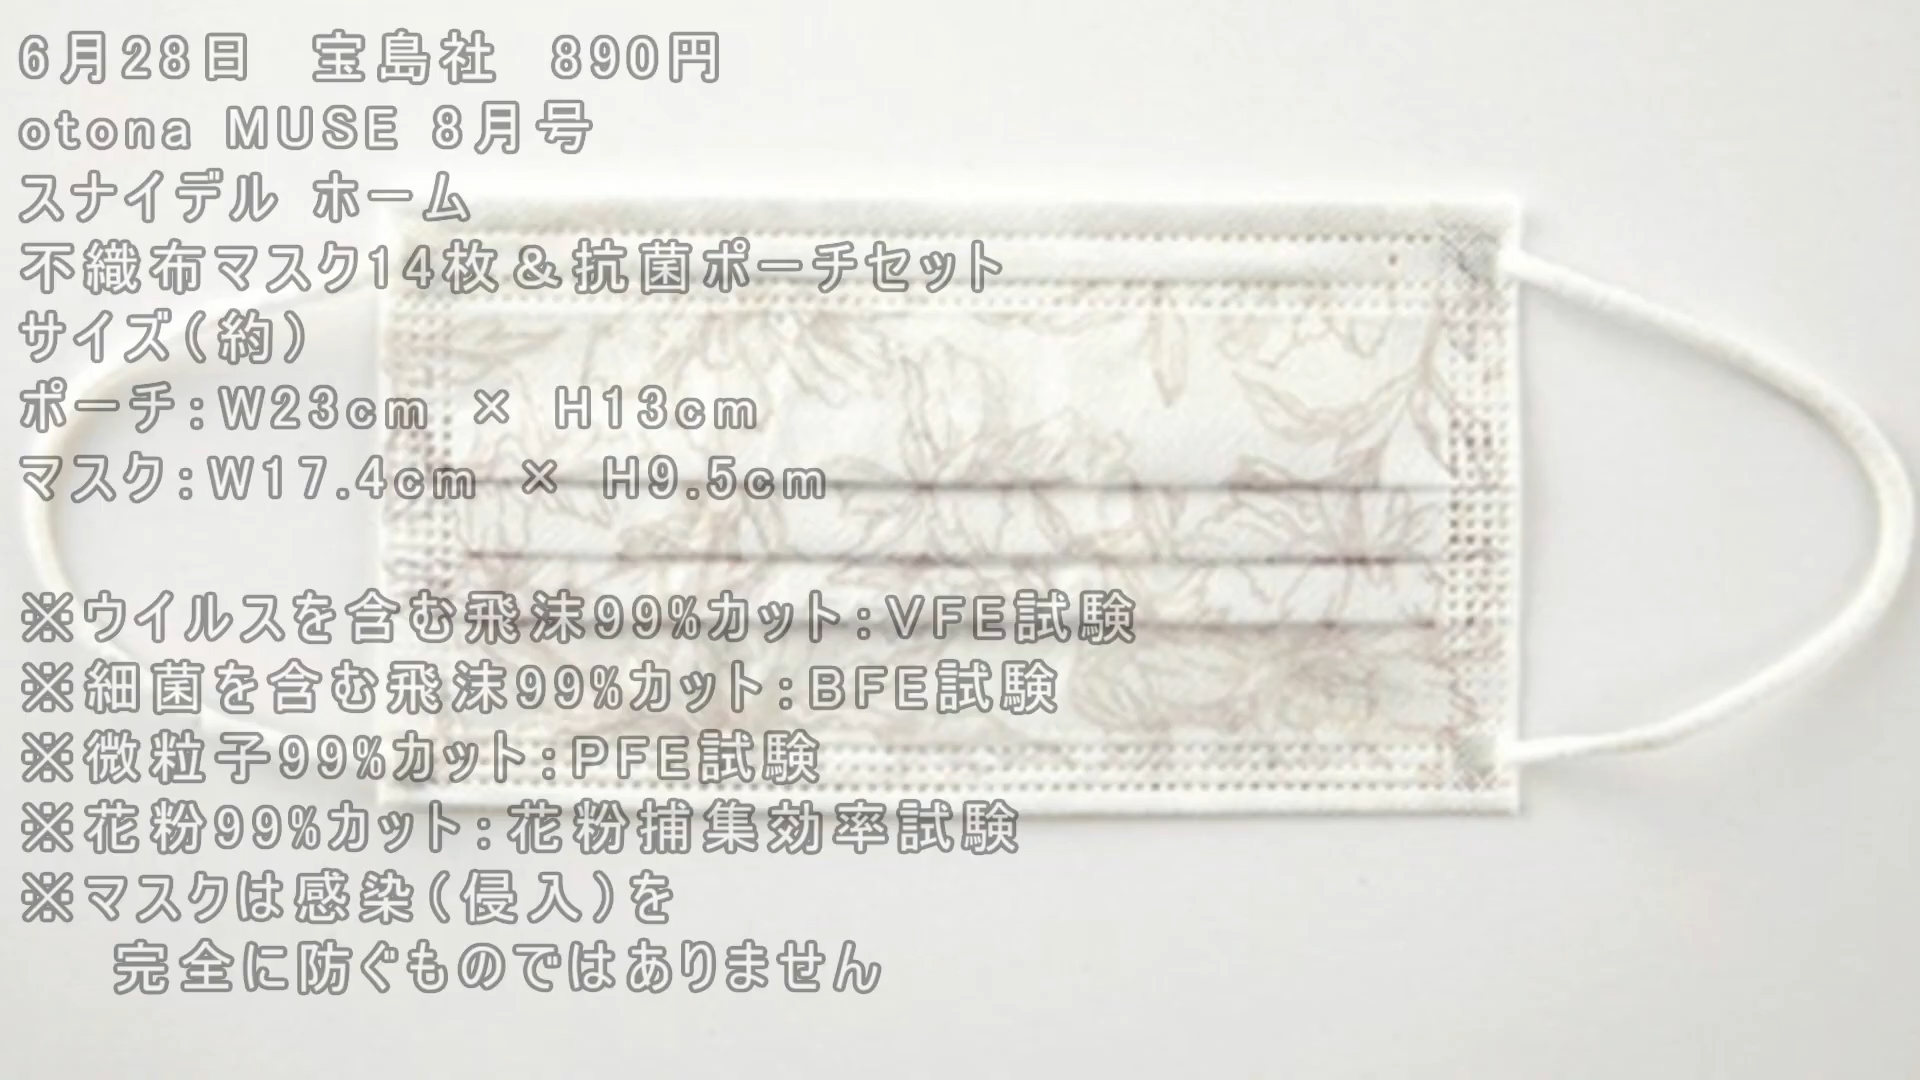 6月28日　宝島社　890円
otona MUSE 8月号
スナイデル ホーム
不織布マスク14枚＆抗菌ポーチセット
サイズ(約)
ポーチ:W23cm × H13cm
マスク:W17.4cm × H9.5cm
※ウイルスを含む飛沫99%カット:VFE試験
※細菌を含む飛沫99%カット:BFE試験
※微粒子99%カット:PFE試験
※花粉99%カット:花粉捕集効率試験
※マスクは感染(侵入)を
完全に防ぐものではありません